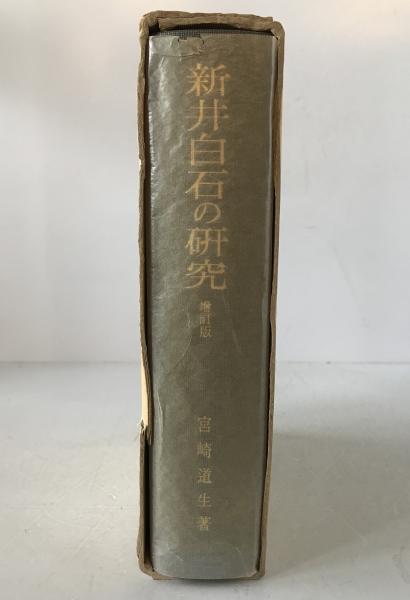 新井白石の研究
増訂版
宮崎道生著